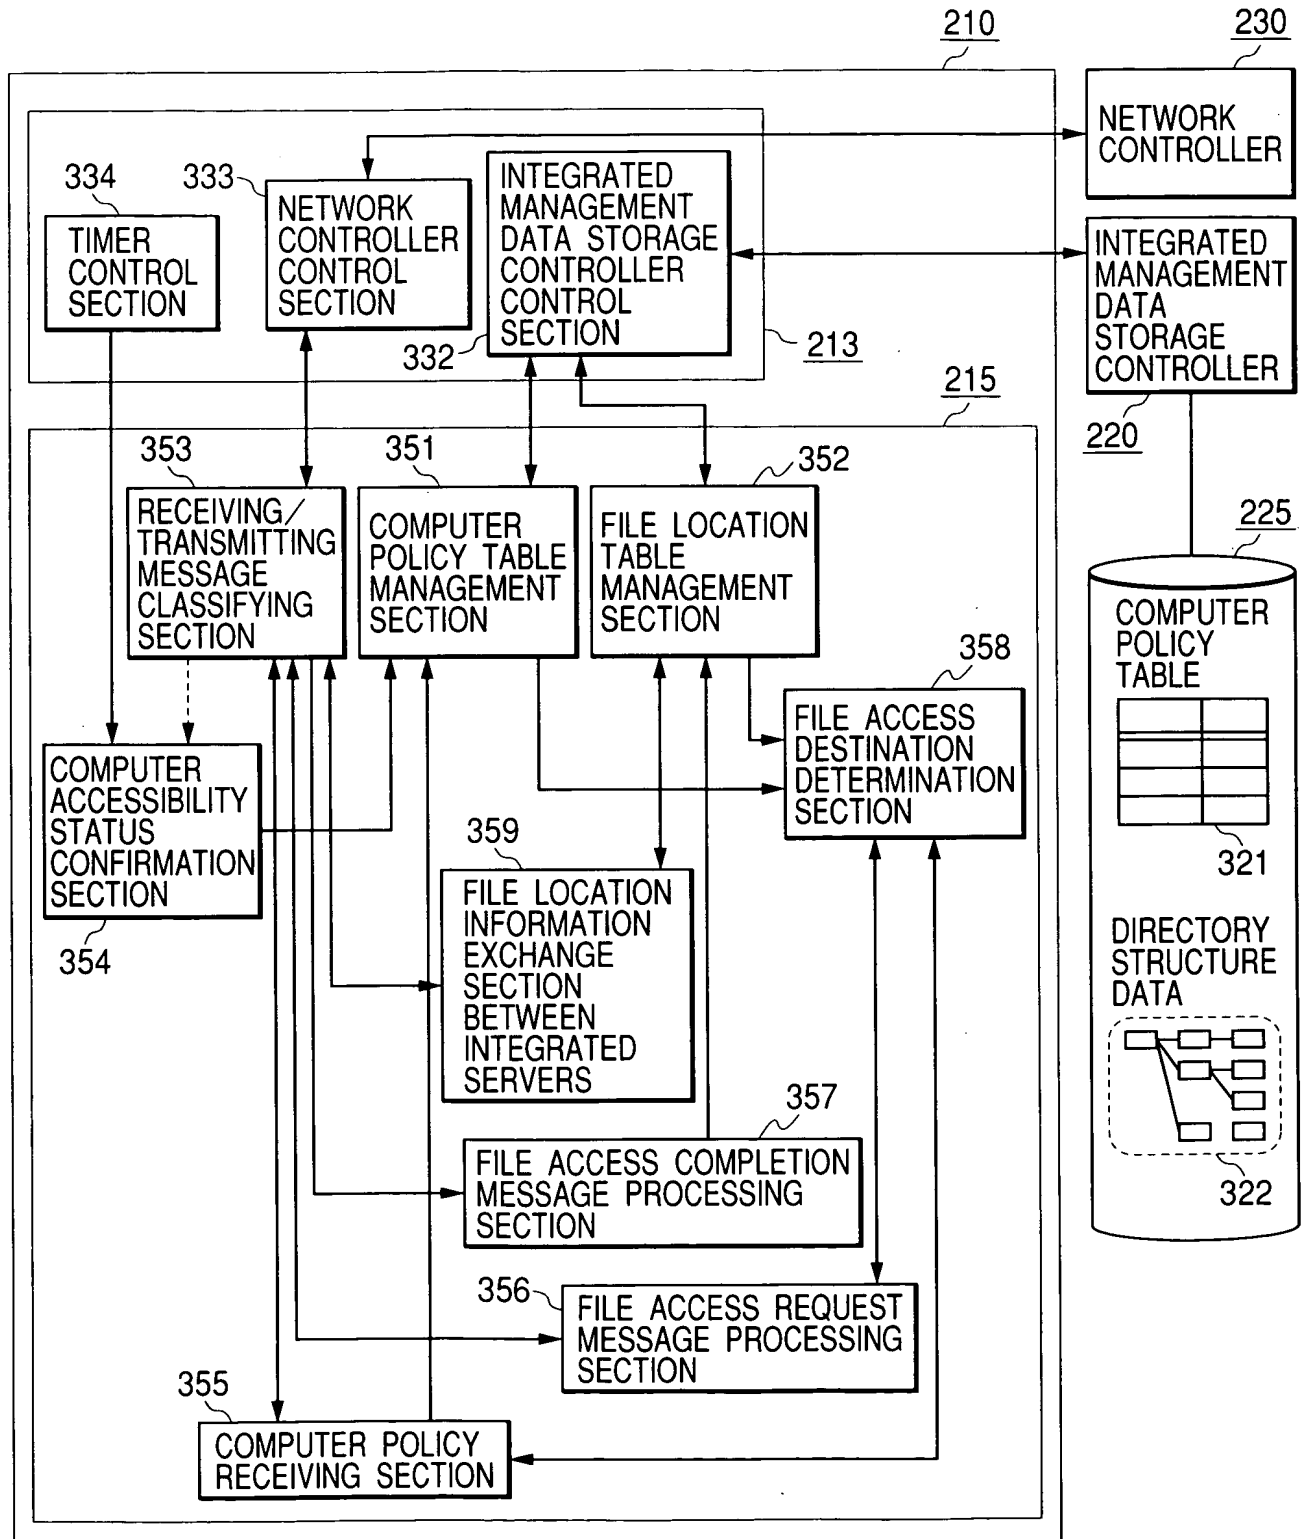 210
230
NETWORK
CONTROLLER
334
TIMER
CONTROL
SECTION
333
NETWORK
CONTROLLER
CONTROL
SECTION
INTEGRATED
MANAGEMENT
DATA STORAGE
CONTROLLER
CONTROL
SECTION
332
213
INTEGRATED
MANAGEMENT
DATA
STORAGE
CONTROLLER
220
215
353
RECEIVING/
TRANSMITTING
MESSAGE
CLASSIFYING
SECTION
351
COMPUTER
POLICY TABLE
MANAGEMENT
SECTION
352
FILE LOCATION
TABLE
MANAGEMENT
SECTION
225
COMPUTER
POLICY
TABLE
321
DIRECTORY
STRUCTURE
DATA
322
358
FILE ACCESS
DESTINATION
DETERMINATION
SECTION
COMPUTER
ACCESSIBILITY
STATUS
CONFIRMATION
SECTION
354
359
FILE LOCATION
INFORMATION
EXCHANGE
SECTION
BETWEEN
INTEGRATED
SERVERS
357
FILE ACCESS COMPLETION
MESSAGE PROCESSING
SECTION
356
FILE ACCESS REQUEST
MESSAGE PROCESSING
SECTION
355
COMPUTER POLICY
RECEIVING SECTION